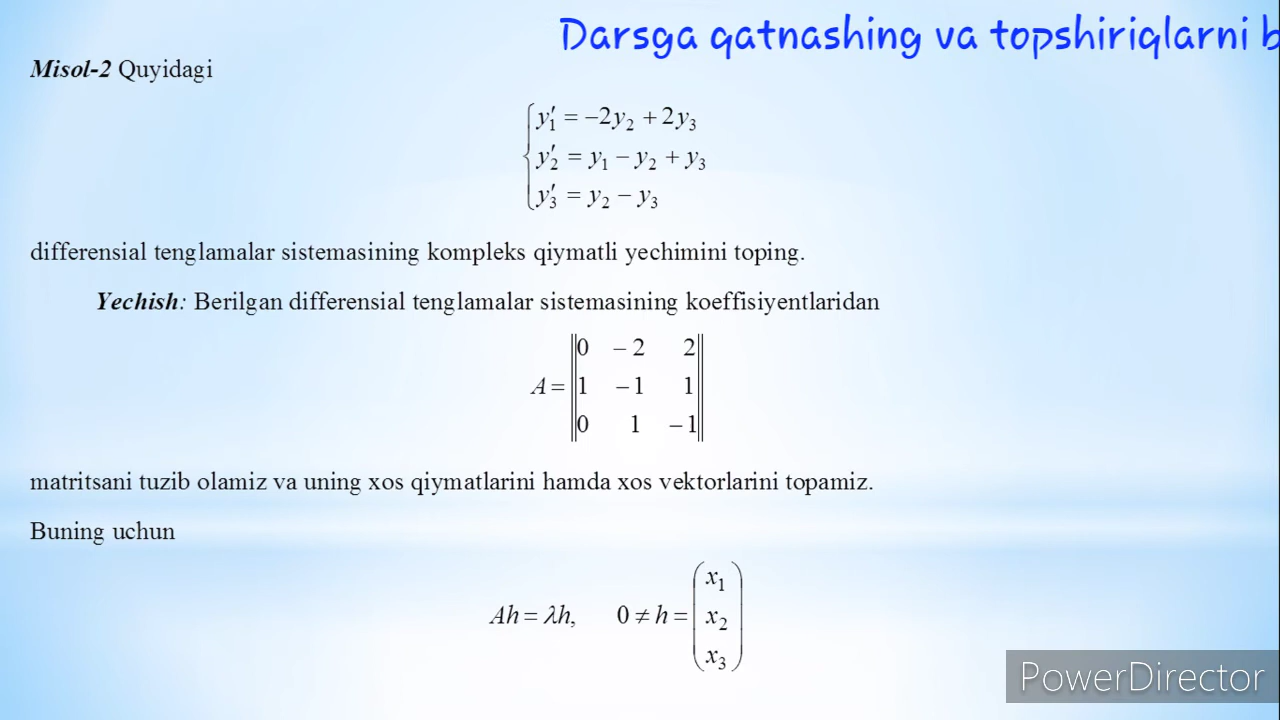 Darsga qatnashing va topshiriqlarni b
Misol-2 Quyidagi
y₁′ = −2y₂ + 2y₃
y₂′ = y₁ − y₂ + y₃
y₃′ = y₂ − y₃
differensial tenglamalar sistemasining kompleks qiymatli yechimini toping.
Yechish: Berilgan differensial tenglamalar sistemasining koeffisiyentlaridan
0 −2 2
A = 1 −1 1
0 1 −1
matritsani tuzib olamiz va uning xos qiymatlarini hamda xos vektorlarini topamiz.
Buning uchun
x₁
Ah = λh, 0 ≠ h = x₂
x₃
PowerDirector